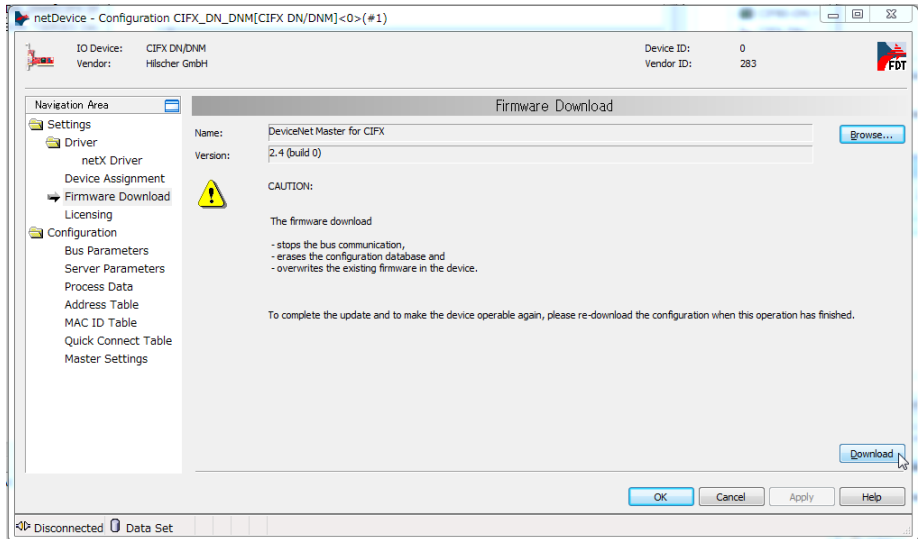 netDevice - Configuration CIFX_DN_DNM[CIFX DN/DNM]<0>(#1)
IO Device: CIFX DN/DNM Device ID: 0
Vendor: Hilscher GmbH Vendor ID: 283
FDT
Navigation Area
Firmware Download
Settings
Driver
netX Driver
Device Assignment
Firmware Download
Licensing
Configuration
Bus Parameters
Server Parameters
Process Data
Address Table
MAC ID Table
Quick Connect Table
Master Settings
Name: DeviceNet Master for CIFX Browse...
Version: 2.4 (build 0)
CAUTION:
The firmware download
- stops the bus communication,
- erases the configuration database and
- overwrites the existing firmware in the device.
To complete the update and to make the device operable again, please re-download the configuration when this operation has finished.
Download
OK Cancel Apply Help
Disconnected Data Set